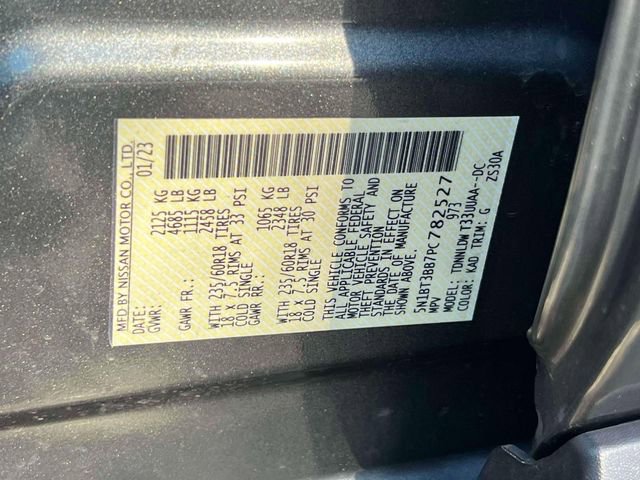 MFD BY NISSAN MOTOR CO., LTD.
DATE: 01/23
GVWR: 2125 KG
4685 LB
GAWR FR.: 1115 KG
2458 LB
WITH 235/60R18 TIRES
18 x 7.5 RIMS AT 33 PSI
COLD SINGLE
GAWR RR.: 1065 KG
2348 LB
WITH 235/60R18 TIRES
18 x 7.5 RIMS AT 30 PSI
COLD SINGLE
THIS VEHICLE CONFORMS TO
ALL APPLICABLE FEDERAL
MOTOR VEHICLE SAFETY AND
THEFT PREVENTION
STANDARDS IN EFFECT ON
THE DATE OF MANUFACTURE
SHOWN ABOVE.
5N1BT3BB7PC782527
MPV 973
MODEL: TDNNLDWT33UUAA--DC
COLOR: KAD TRIM: G ZS30A